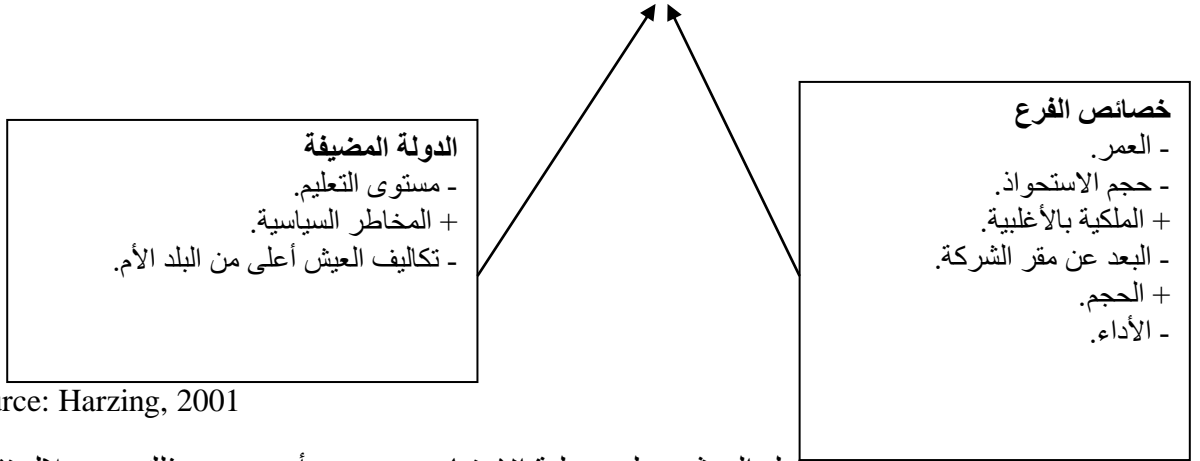 خصائص الفرع
- العمر.
- حجم الاستحواذ.
+ الملكية بالأغلبية.
- البعد عن مقر الشركة.
+ الحجم.
- الأداء.
الدولة المضيفة
- مستوى التعليم.
+ المخاطر السياسية.
- تكاليف العيش أعلى من البلد الأم.
urce: Harzing, 2001